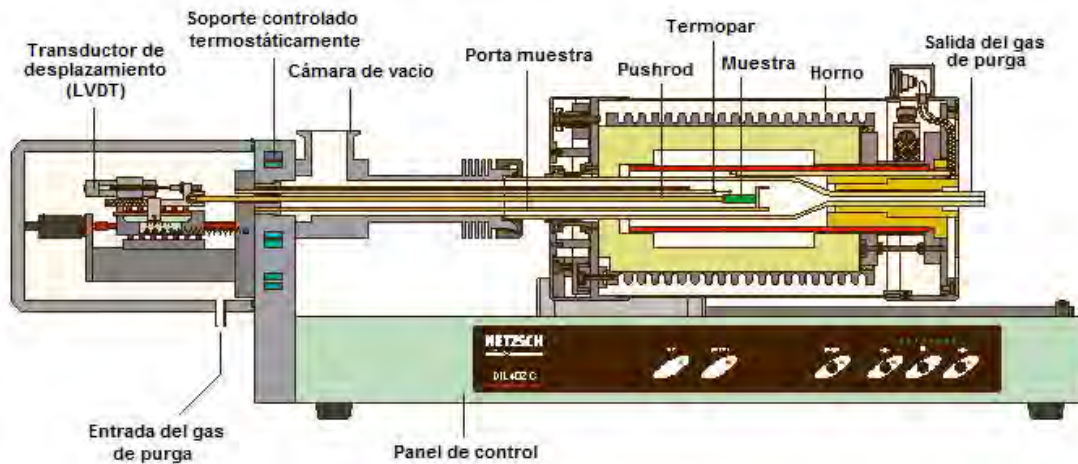 Soporte controlado
termostáticamente
Transductor de
desplazamiento
(LVDT)
Cámara de vacio
Porta muestra
Termopar
Pushrod
Muestra
Horno
Salida del gas
de purga
NETZSCH
DIL 402 C
Entrada del gas
de purga
Panel de control